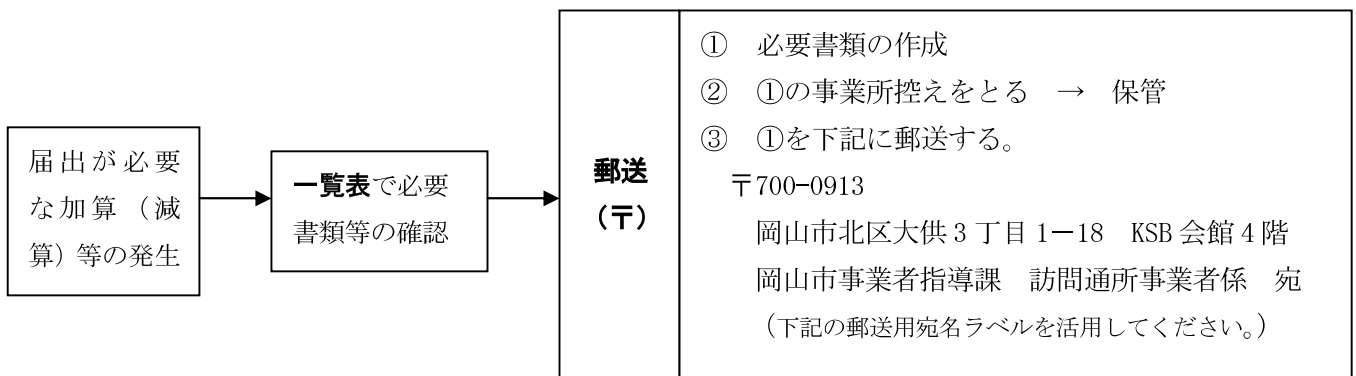 届出が必要
な加算（減
算）等の発生
一覧表で必要
書類等の確認
郵送
（〒）
① 必要書類の作成
② ①の事業所控えをとる → 保管
③ ①を下記に郵送する。
〒700-0913
岡山市北区大供３丁目１－18 KSB 会館４階
岡山市事業者指導課 訪問通所事業者係 宛
（下記の郵送用宛名ラベルを活用してください。）